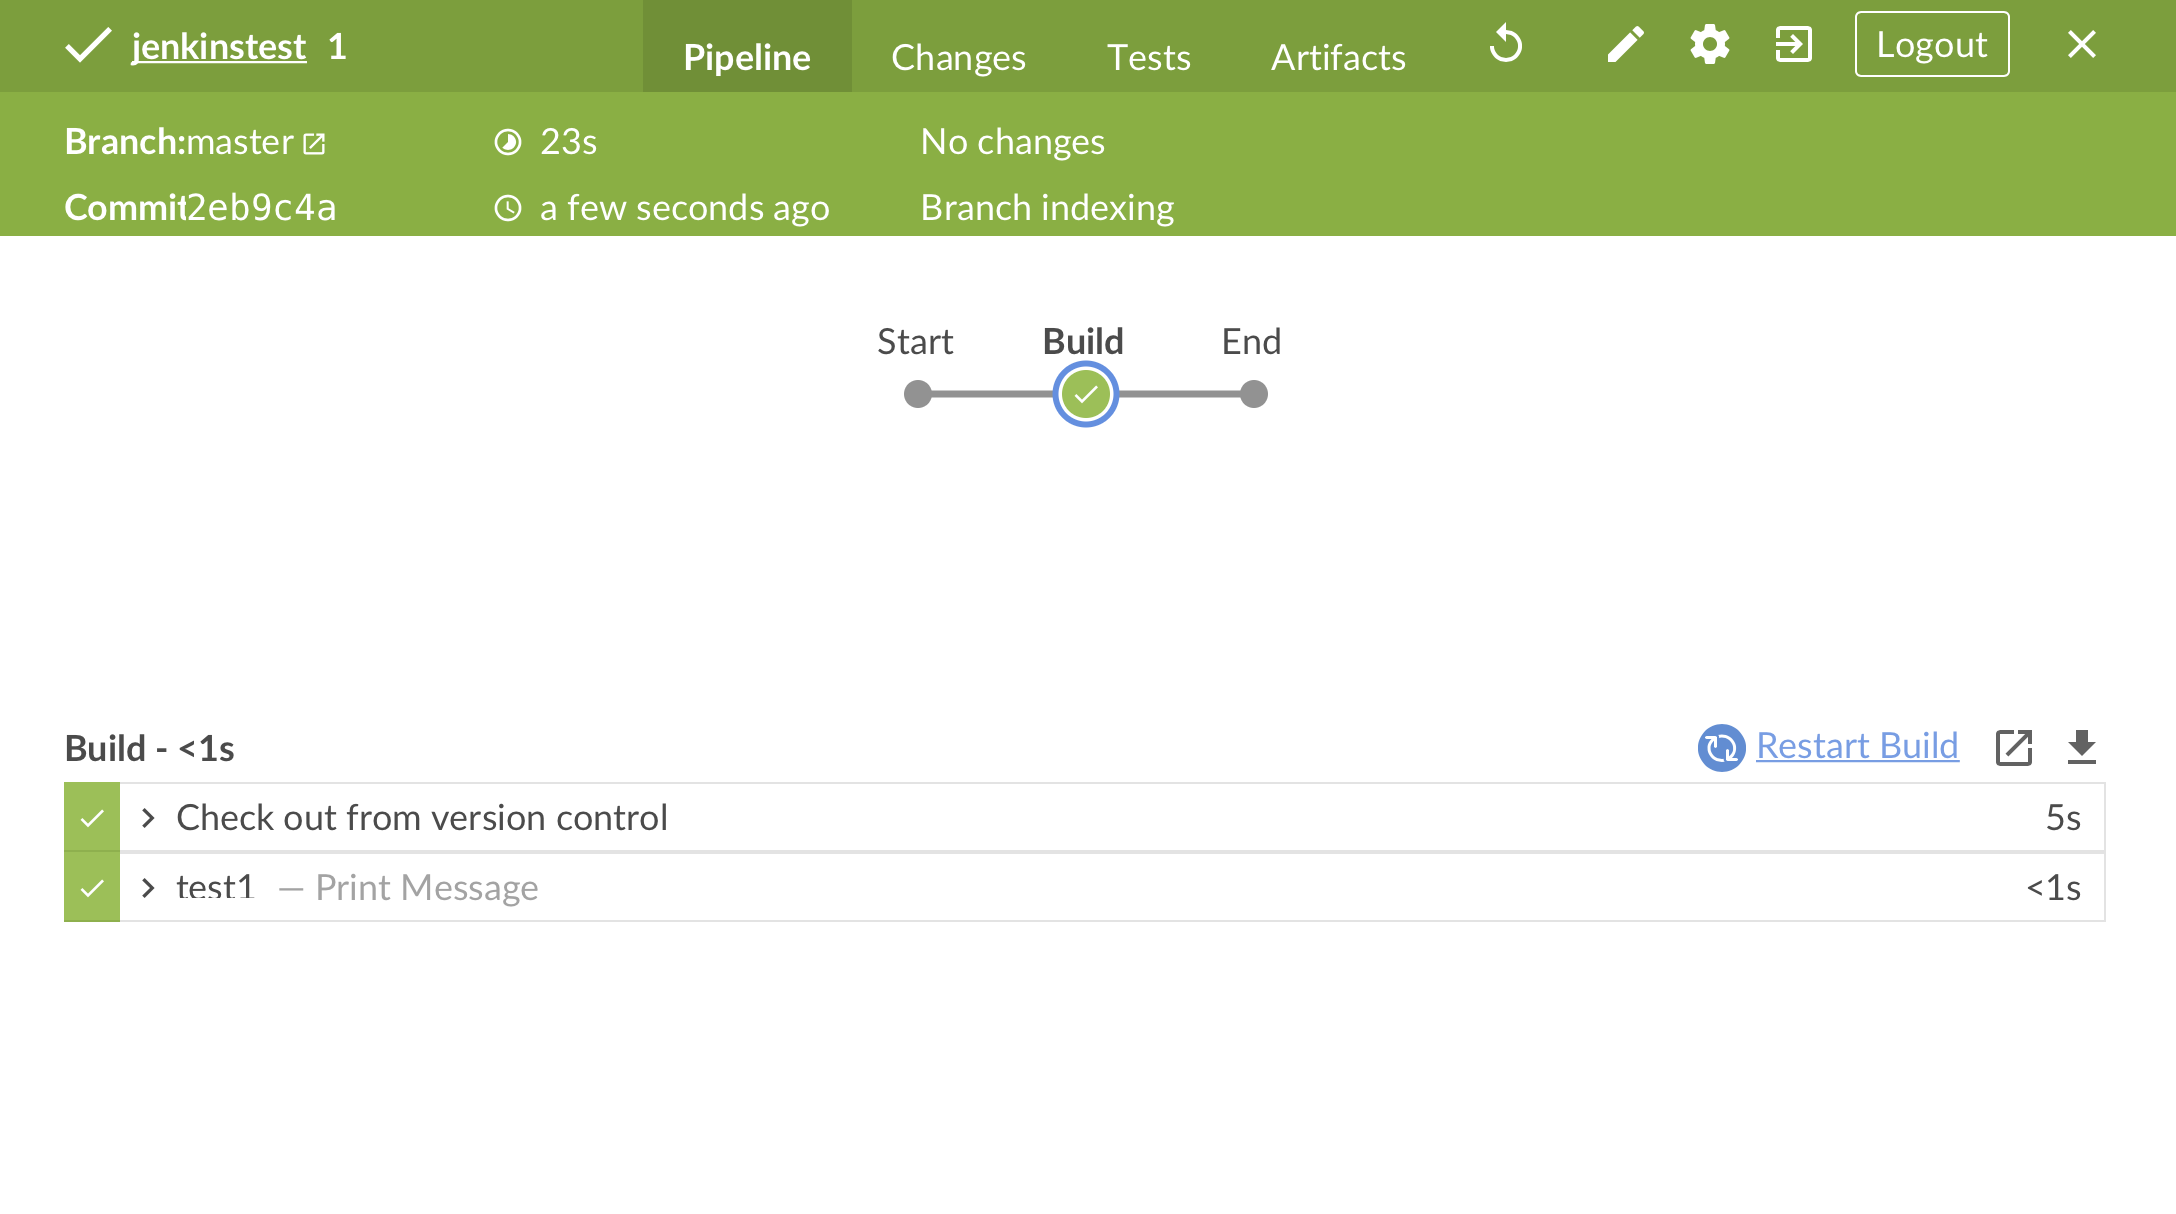 jenkinstest 1
Pipeline
Changes
Tests
Artifacts
Logout
Branch:master
23s
No changes
Commit2eb9c4a
a few seconds ago
Branch indexing
Start
Build
End
Build - <1s
Restart Build
Check out from version control
5s
test1 — Print Message
<1s